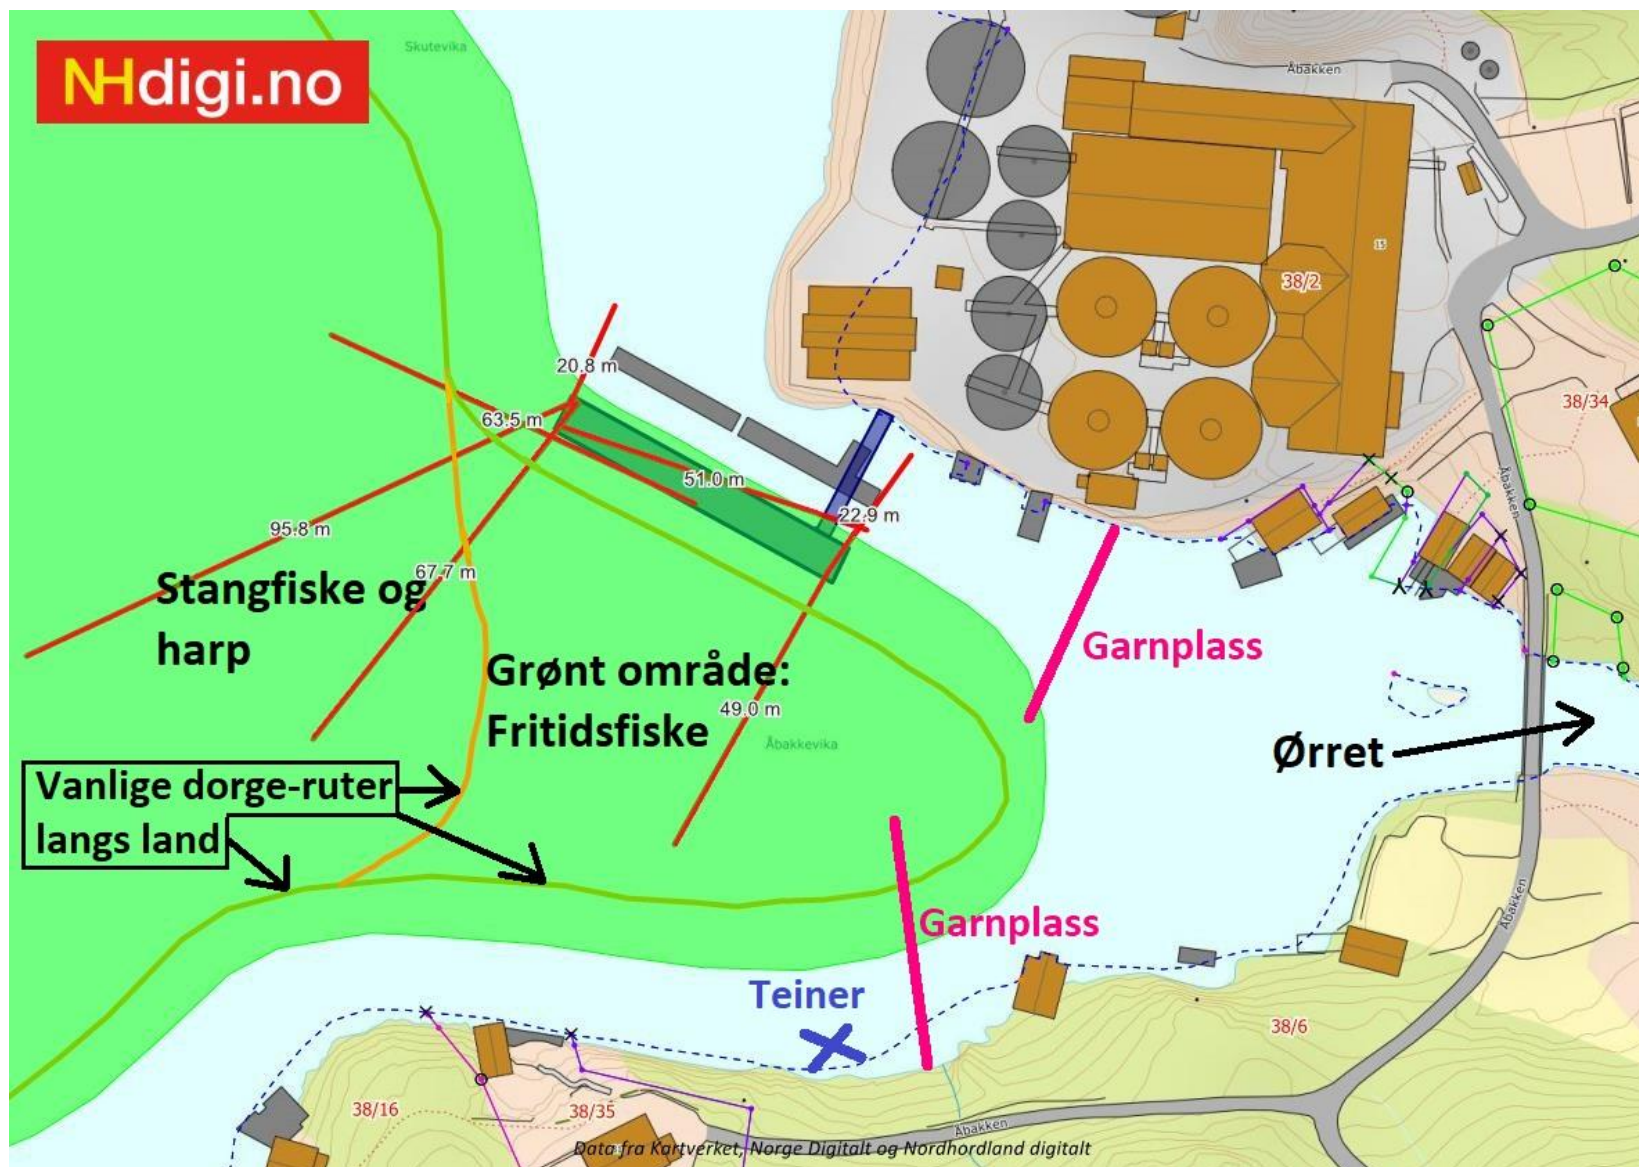 Skutevika
NHdigi.no
Åbakken
15
38/2
20.8 m
63.5 m
38/34
51.0 m
Åbakken
22.9 m
95.8 m
67.7 m
Stangfiske og
harp
Garnplass
Grønt område:
Fritidsfiske
49.0 m
Åbakkevika
Ørret
Vanlige dorge-ruter
langs land
Åbakken
Garnplass
Teiner
38/6
38/16
38/35
Åbakken
Data fra Kartverket, Norge Digitalt og Nordhordland digitalt